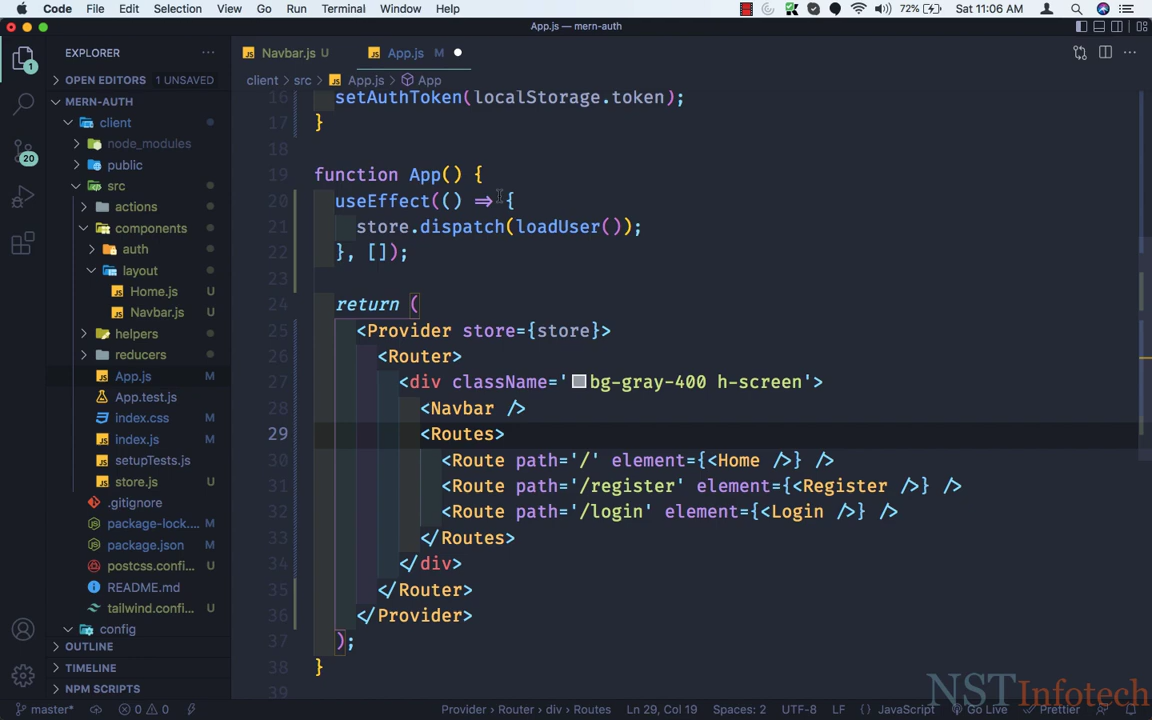 Code File Edit Selection View Go Run Terminal Window Help 72% Sat 11:06 AM
App.js — mern-auth
EXPLORER
Navbar.js U
App.js M
OPEN EDITORS 1 UNSAVED
client > src > App.js > App
MERN-AUTH
client
node_modules
public
src
actions
components
auth
layout
Home.js U
Navbar.js U
helpers
reducers
App.js M
App.test.js
index.css M
index.js M
setupTests.js
store.js U
.gitignore
package-lock.... M
package.json M
postcss.confi... U
README.md
tailwind.confi... U
config
OUTLINE
TIMELINE
NPM SCRIPTS
1
20
16 setAuthToken(localStorage.token);
17 }
18
19 function App() {
20 useEffect(() => {
21 store.dispatch(loadUser());
22 }, []);
23
24 return (
25 <Provider store={store}>
26 <Router>
27 <div className='bg-gray-400 h-screen'>
28 <Navbar />
29 <Routes>
30 <Route path='/' element={<Home />} />
31 <Route path='/register' element={<Register />} />
32 <Route path='/login' element={<Login />} />
33 </Routes>
34 </div>
35 </Router>
36 </Provider>
37 );
38 }
39
NSTInfotech
master* 0 0 Provider > Router > div > Routes Ln 29, Col 19 Spaces: 2 UTF-8 LF {} JavaScript Go Live Prettier